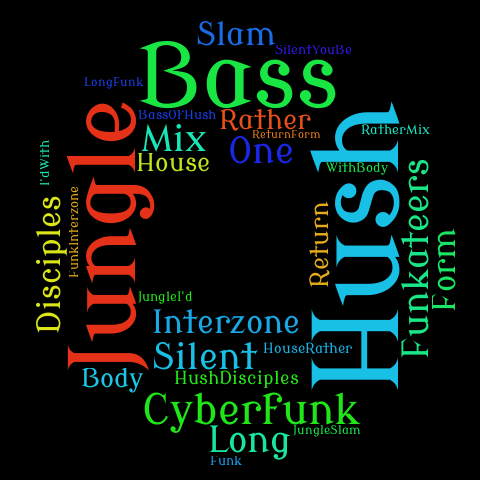 Slam
SilentYouBe
Bass
LongFunk
BassOfHush
Rather
ReturnForm
RatherMix
Mix
One
House
WithBody
Jungle
Hush
I'dWith
FunkInterzone
Disciples
Return
Funkateers
Form
JungleI'd
Interzone
Silent
HouseRather
Body
HushDisciples
Cyberfunk
Long
JungleSlam
Funk